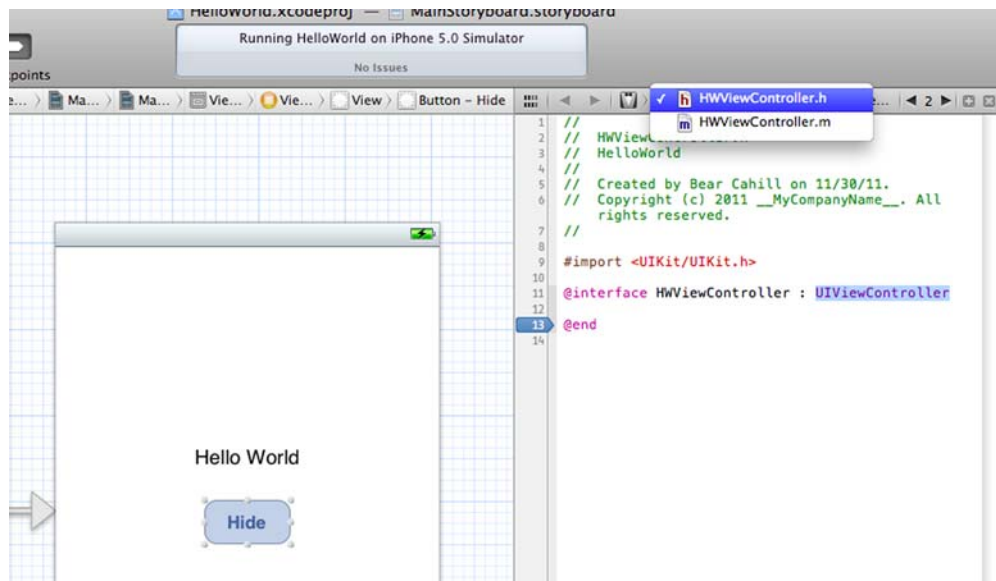 HelloWorld.xcodeproj — MainStoryboard.storyboard
Running HelloWorld on iPhone 5.0 Simulator
No Issues
points
e... Ma... Ma... Vie... Vie... View Button - Hide
✓ h HWViewController.h
e... 2
m HWViewController.m
1 //
2 //
3 // HelloWorld
4 //
5 // Created by Bear Cahill on 11/30/11.
6 // Copyright (c) 2011 __MyCompanyName__. All
rights reserved.
7 //
8
9 #import <UIKit/UIKit.h>
10
11 @interface HWViewController : UIViewController
12
13 @end
14
Hello World
Hide